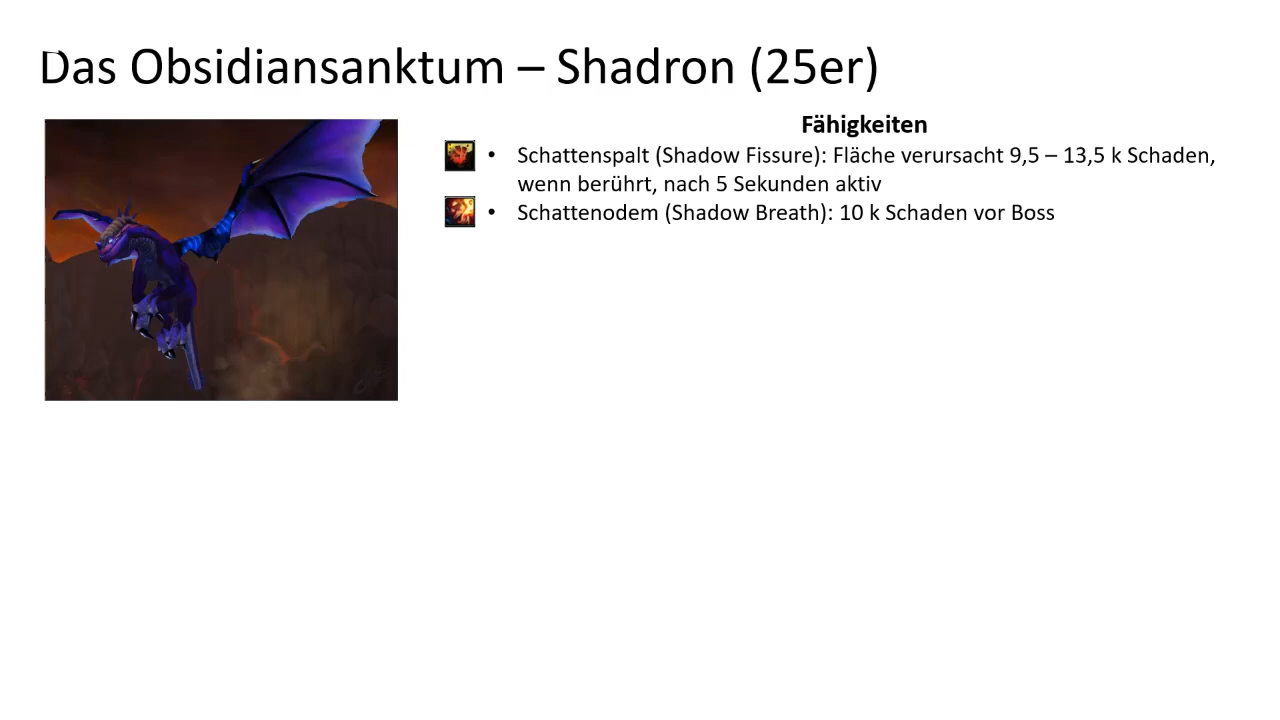 Das Obsidiansanktum – Shadron (25er)
Fähigkeiten
• Schattenspalt (Shadow Fissure): Fläche verursacht 9,5 – 13,5 k Schaden,
wenn berührt, nach 5 Sekunden aktiv
• Schattenodem (Shadow Breath): 10 k Schaden vor Boss